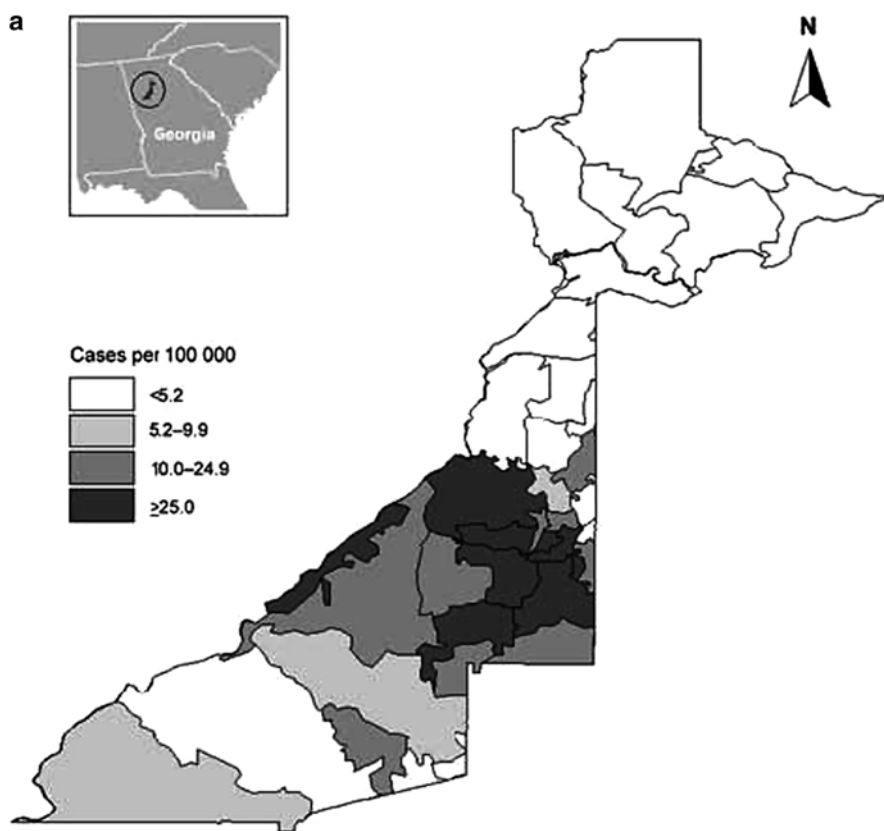 a
N
Georgia
Cases per 100 000
<5.2
5.2–9.9
10.0–24.9
≥25.0